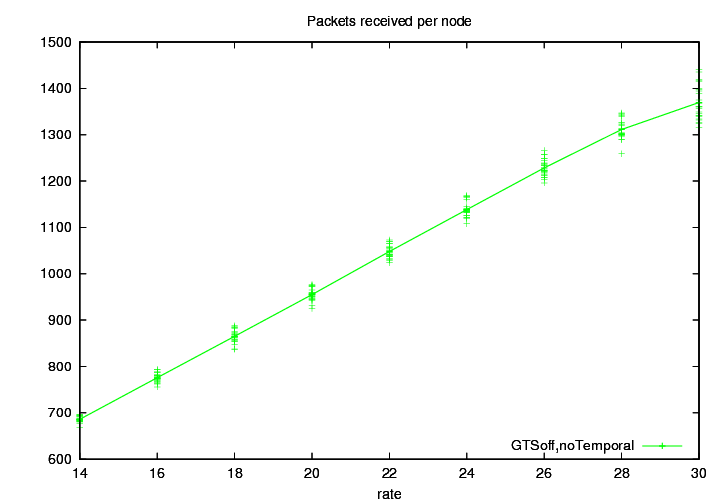 Packets received per node
1500
1400
1300
1200
1100
1000
900
800
700
600
GTSoff,noTemporal
14 16 18 20 22 24 26 28 30
rate